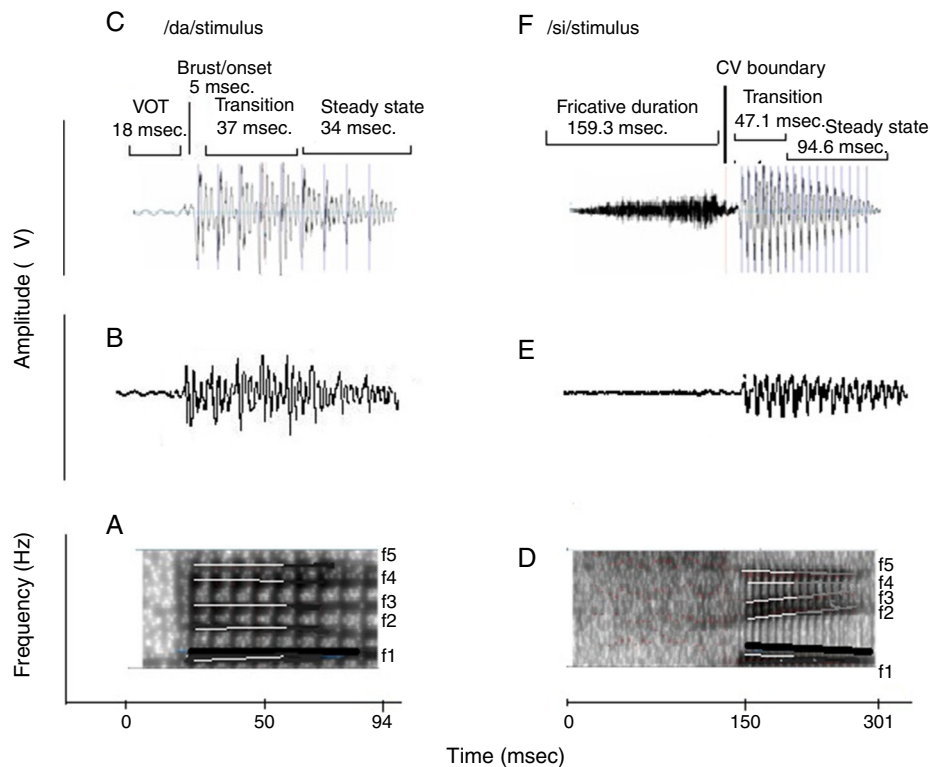 C
/da/stimulus
Brust/onset
5 msec.
VOT
18 msec.
Transition
37 msec.
Steady state
34 msec.
F
/si/stimulus
CV boundary
Fricative duration
159.3 msec.
Transition
47.1 msec.
Steady state
94.6 msec.
Amplitude ( V)
B
E
A
f5
f4
f3
f2
f1
D
f5
f4
f3
f2
f1
Frequency (Hz)
0 50 94
0 150 301
Time (msec)